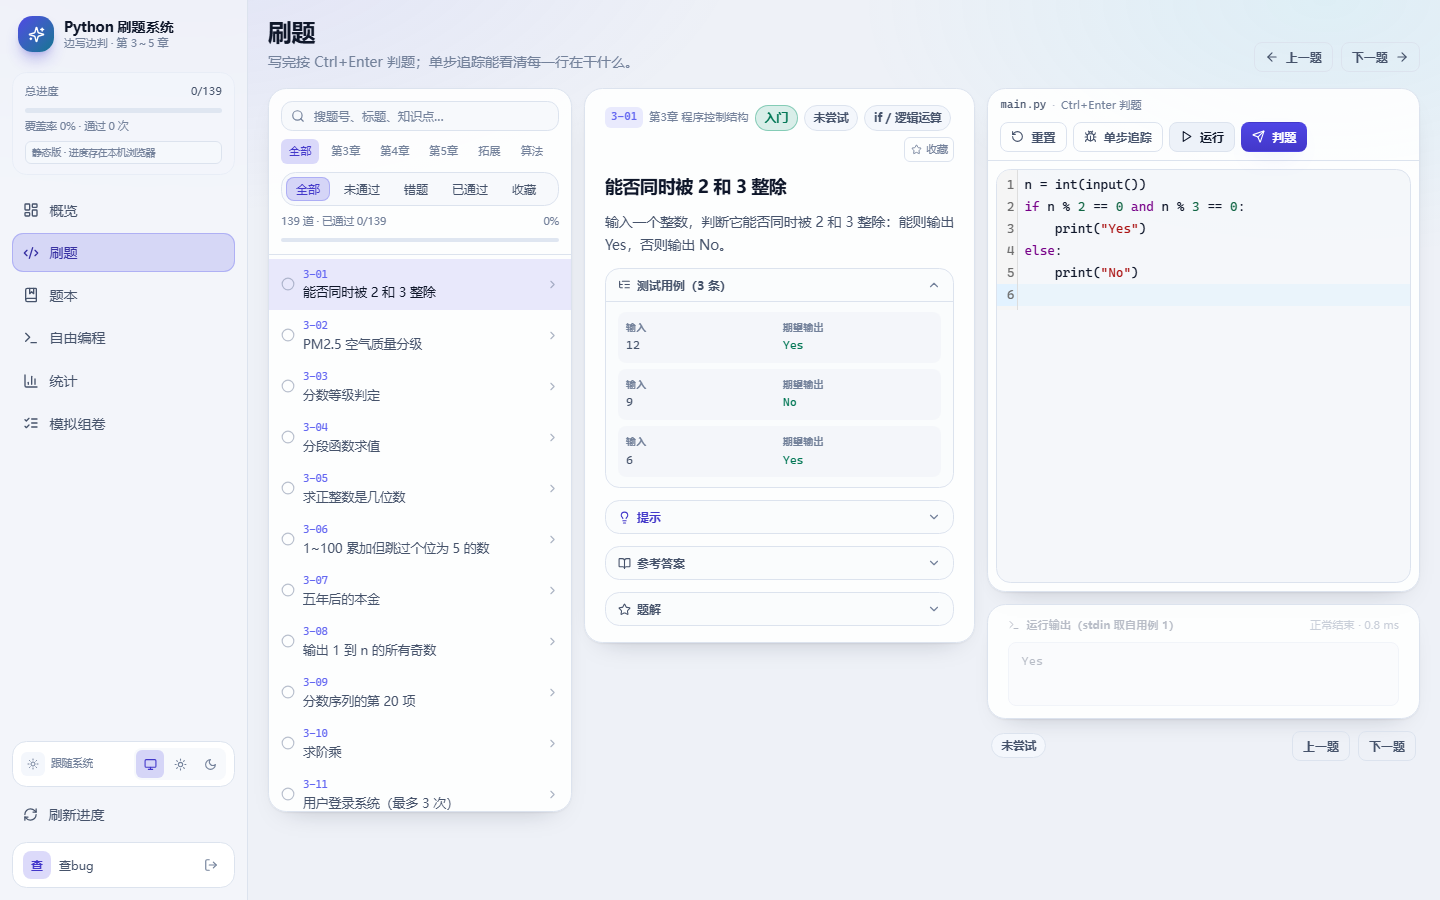 Python 刷题系统
边写边判 · 第 3 ~ 5 章
总进度 0/139
覆盖率 0% · 通过 0 次
静态版 · 进度存在本机浏览器
概览
刷题
题本
自由编程
统计
模拟组卷
跟随系统
刷新进度
查 查bug
刷题
写完按 Ctrl+Enter 判题；单步追踪能看清每一行在干什么。
上一题 下一题
搜题号、标题、知识点...
全部 第3章 第4章 第5章 拓展 算法
全部 未通过 错题 已通过 收藏
139 道 · 已通过 0/139 0%
3-01
能否同时被 2 和 3 整除
3-02
PM2.5 空气质量分级
3-03
分数等级判定
3-04
分段函数求值
3-05
求正整数是几位数
3-06
1~100 累加但跳过个位为 5 的数
3-07
五年后的本金
3-08
输出 1 到 n 的所有奇数
3-09
分数序列的第 20 项
3-10
求阶乘
3-11
用户登录系统（最多 3 次）
3-01 第3章 程序控制结构 入门 未尝试 if / 逻辑运算
收藏
能否同时被 2 和 3 整除
输入一个整数，判断它能否同时被 2 和 3 整除：能则输出
Yes，否则输出 No。
测试用例（3 条）
输入 期望输出
12 Yes
输入 期望输出
9 No
输入 期望输出
6 Yes
提示
参考答案
题解
main.py · Ctrl+Enter 判题
重置 单步追踪 运行 判题
1 n = int(input())
2 if n % 2 == 0 and n % 3 == 0:
3 print("Yes")
4 else:
5 print("No")
6
运行输出（stdin 取自用例 1） 正常结束 · 0.8 ms
Yes
未尝试 上一题 下一题